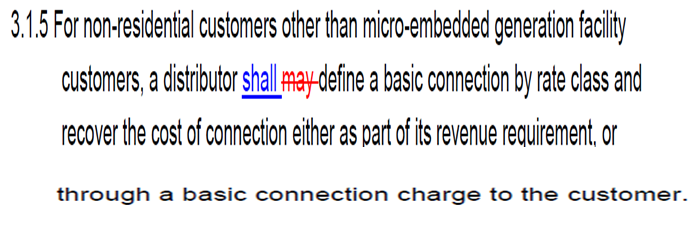 3.1.5 For non-residential customers other than micro-embedded generation facility
customers, a distributor shall may define a basic connection by rate class and
recover the cost of connection either as part of its revenue requirement, or
through a basic connection charge to the customer.